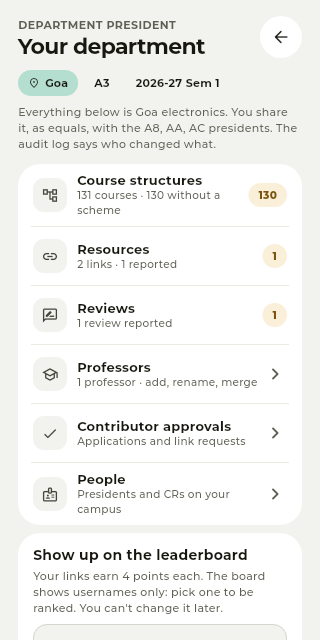 DEPARTMENT PRESIDENT
Your department
Goa A3 2026-27 Sem 1
Everything below is Goa electronics. You share
it, as equals, with the A8, AA, AC presidents. The
audit log says who changed what.
Course structures
131 courses · 130 without a
scheme
130
Resources
2 links · 1 reported
1
Reviews
1 review reported
1
Professors
1 professor · add, rename, merge
Contributor approvals
Applications and link requests
People
Presidents and CRs on your
campus
Show up on the leaderboard
Your links earn 4 points each. The board
shows usernames only: pick one to be
ranked. You can't change it later.